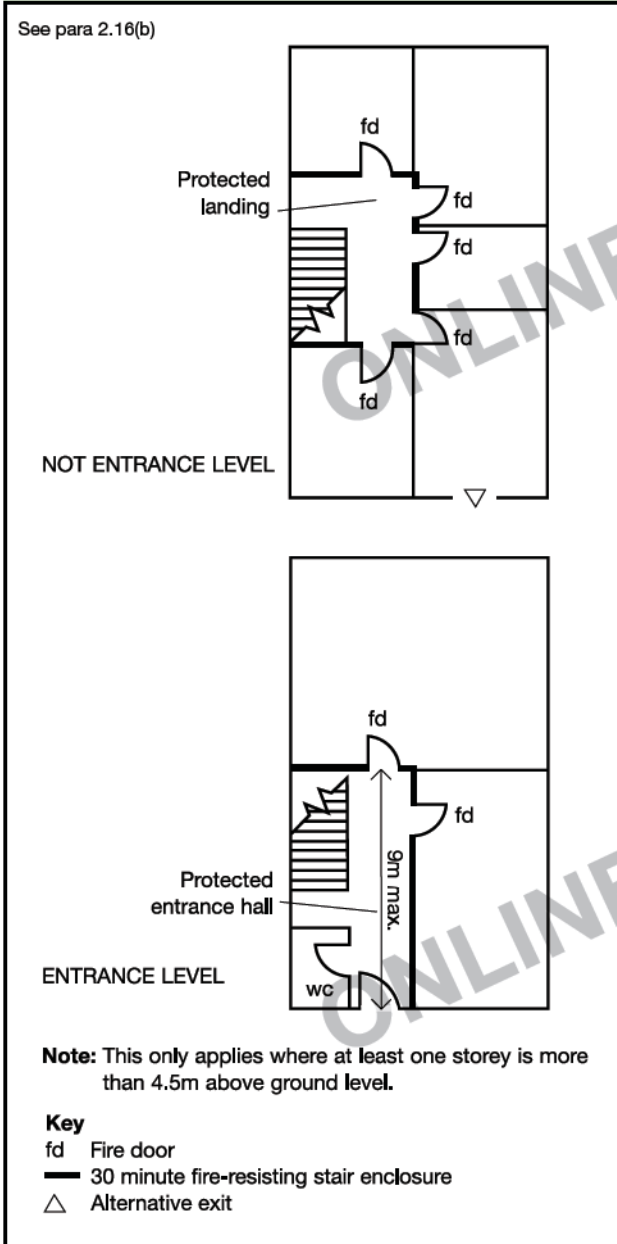 See para 2.16(b)
fd
Protected
landing
fd
fd
fd
fd
NOT ENTRANCE LEVEL
fd
fd
9m max.
Protected
entrance hall
ENTRANCE LEVEL
wc
Note: This only applies where at least one storey is more
than 4.5m above ground level.
Key
fd Fire door
30 minute fire-resisting stair enclosure
Alternative exit
ONLINE
ONLINE